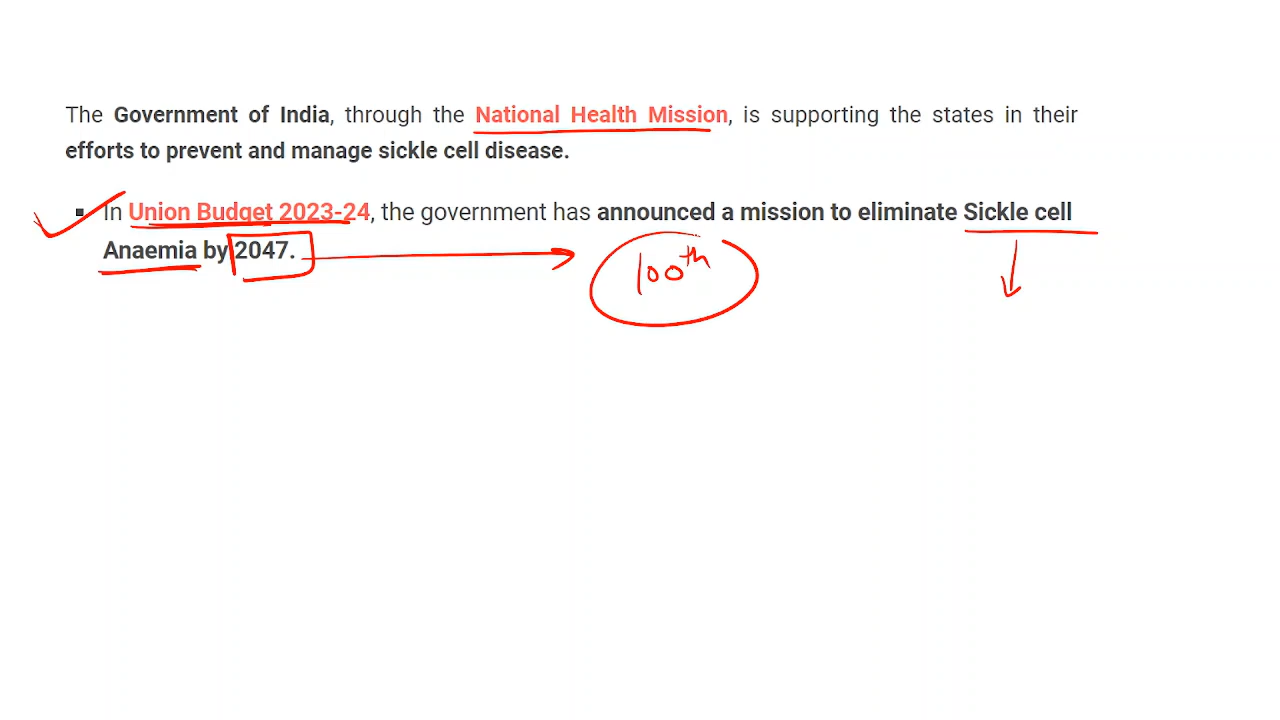 The Government of India, through the National Health Mission, is supporting the states in their
efforts to prevent and manage sickle cell disease.
In Union Budget 2023-24, the government has announced a mission to eliminate Sickle cell
Anaemia by 2047.
100th